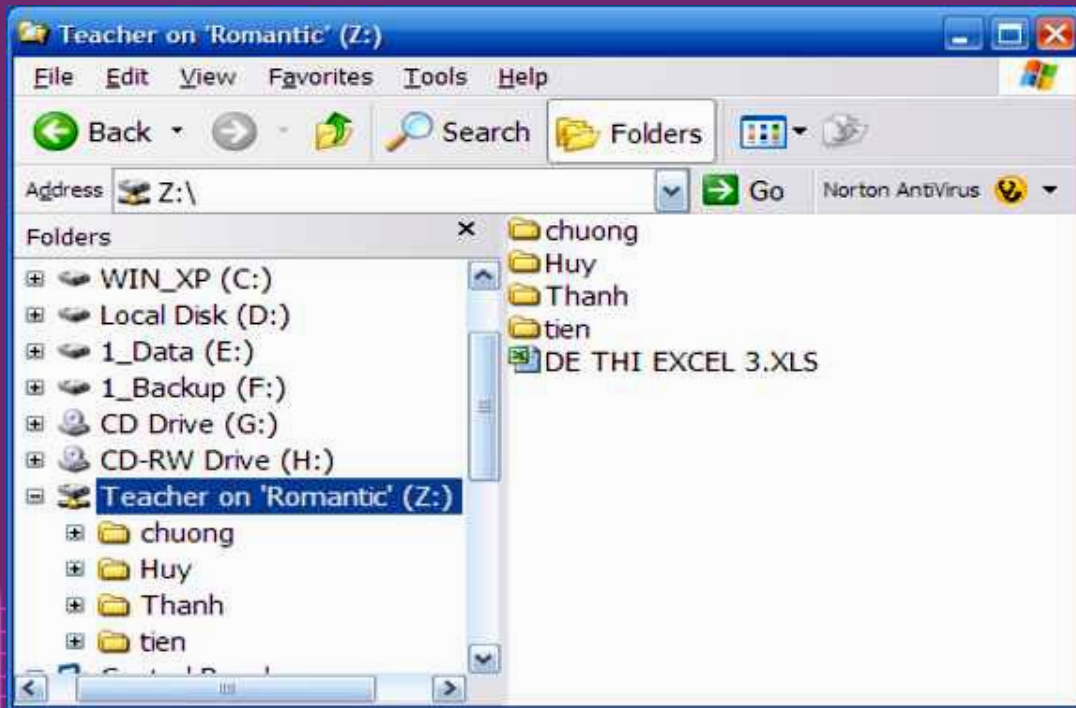 Teacher on 'Romantic' (Z:)
File Edit View Favorites Tools Help
Back Search Folders
Address Z:\ Go Norton AntiVirus
Folders
WIN_XP (C:)
Local Disk (D:)
1_Data (E:)
1_Backup (F:)
CD Drive (G:)
CD-RW Drive (H:)
Teacher on 'Romantic' (Z:)
chuong
Huy
Thanh
tien
chuong
Huy
Thanh
tien
DE THI EXCEL 3.XLS